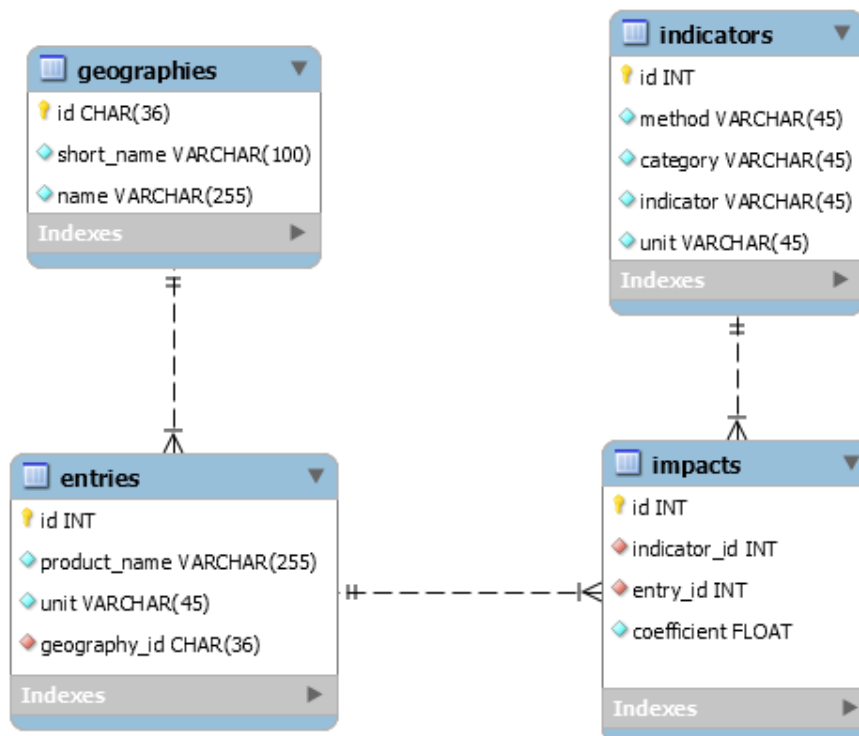 geographies
id CHAR(36)
short_name VARCHAR(100)
name VARCHAR(255)
Indexes
indicators
id INT
method VARCHAR(45)
category VARCHAR(45)
indicator VARCHAR(45)
unit VARCHAR(45)
Indexes
entries
id INT
product_name VARCHAR(255)
unit VARCHAR(45)
geography_id CHAR(36)
Indexes
impacts
id INT
indicator_id INT
entry_id INT
coefficient FLOAT
Indexes